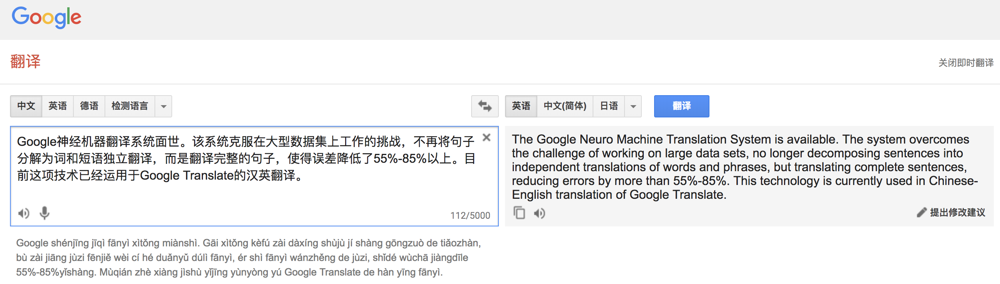 Google
翻译
关闭即时翻译
中文 英语 德语 检测语言
英语 中文(简体) 日语 翻译
Google神经机器翻译系统面世。该系统克服在大型数据集上工作的挑战，不再将句子
分解为词和短语独立翻译，而是翻译完整的句子，使得误差降低了55%-85%以上。目
前这项技术已经运用于Google Translate的汉英翻译。
112/5000
The Google Neuro Machine Translation System is available. The system overcomes
the challenge of working on large data sets, no longer decomposing sentences into
independent translations of words and phrases, but translating complete sentences,
reducing errors by more than 55%-85%. This technology is currently used in Chinese-
English translation of Google Translate.
提出修改建议
Google shénjīng jīqì fānyì xìtǒng miànshì. Gāi xìtǒng kèfú zài dàxíng shùjù jí shàng gōngzuò de tiǎozhàn,
bù zài jiāng jùzi fēnjiě wèi cí hé duǎnyǔ dúlì fānyì, ér shì fānyì wánzhěng de jùzi, shǐdé wùchā jiàngdīle
55%-85%yǐshàng. Mùqián zhè xiàng jìshù yǐjīng yùnyòng yú Google Translate de hàn yīng fānyì.